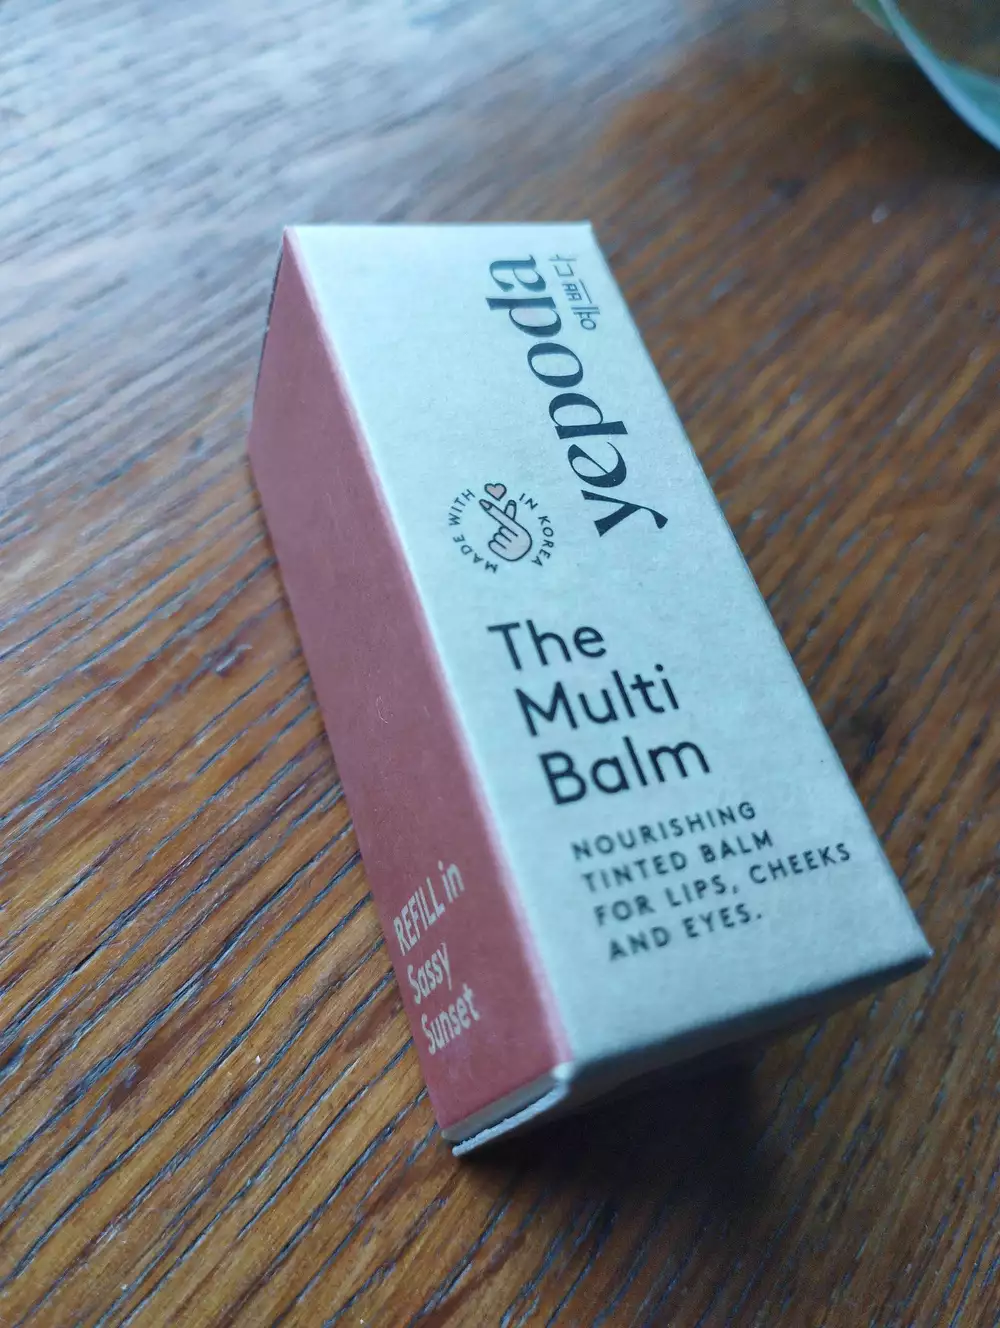 yepoda
예쁘다
MADE WITH IN KOREA
The
Multi
Balm
NOURISHING
TINTED BALM
FOR LIPS, CHEEKS
AND EYES.
REFILL in
Sassy
Sunset